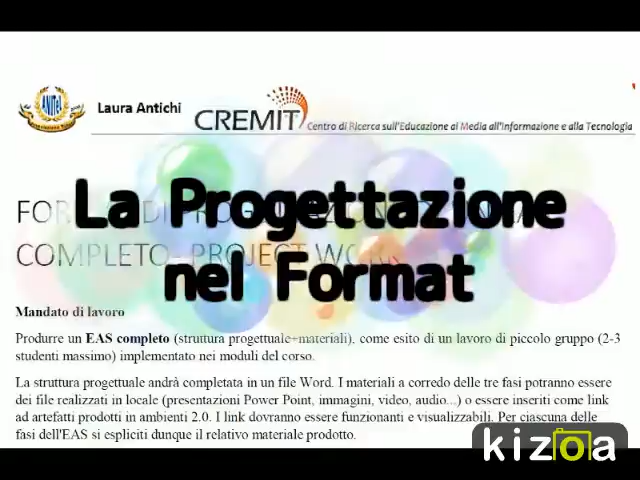 ANITeL
Laura Antichi
CREMIT
Centro di Ricerca sull'Educazione ai Media all'Informazione e alla Tecnologia
La Progettazione
nel Format
COMPLETO- PROJECT WORK
Mandato di lavoro
Produrre un EAS completo (struttura progettuale+materiali), come esito di un lavoro di piccolo gruppo (2-3
studenti massimo) implementato nei moduli del corso.
La struttura progettuale andrà completata in un file Word. I materiali a corredo delle tre fasi potranno essere
dei file realizzati in locale (presentazioni Power Point, immagini, video, audio...) o essere inseriti come link
ad artefatti prodotti in ambienti 2.0. I link dovranno essere funzionanti e visualizzabili. Per ciascuna delle
fasi dell'EAS si espliciti dunque il relativo materiale prodotto.
kizoa